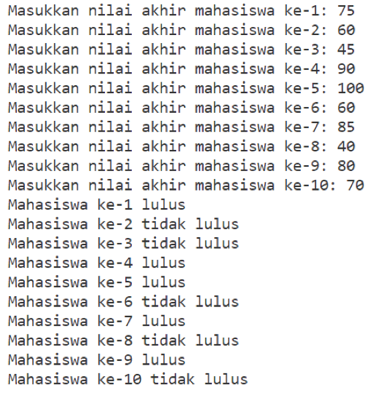 Masukkan nilai akhir mahasiswa ke-1: 75
Masukkan nilai akhir mahasiswa ke-2: 60
Masukkan nilai akhir mahasiswa ke-3: 45
Masukkan nilai akhir mahasiswa ke-4: 90
Masukkan nilai akhir mahasiswa ke-5: 100
Masukkan nilai akhir mahasiswa ke-6: 60
Masukkan nilai akhir mahasiswa ke-7: 85
Masukkan nilai akhir mahasiswa ke-8: 40
Masukkan nilai akhir mahasiswa ke-9: 80
Masukkan nilai akhir mahasiswa ke-10: 70
Mahasiswa ke-1 lulus
Mahasiswa ke-2 tidak lulus
Mahasiswa ke-3 tidak lulus
Mahasiswa ke-4 lulus
Mahasiswa ke-5 lulus
Mahasiswa ke-6 tidak lulus
Mahasiswa ke-7 lulus
Mahasiswa ke-8 tidak lulus
Mahasiswa ke-9 lulus
Mahasiswa ke-10 tidak lulus